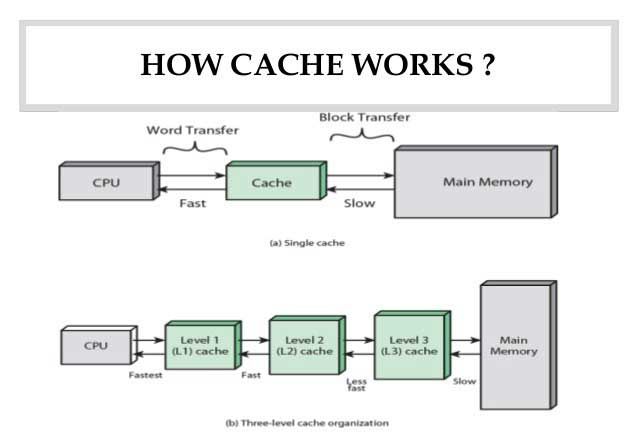 HOW CACHE WORKS ?
Block Transfer
Word Transfer
CPU
Cache
Main Memory
Fast
Slow
(a) Single cache
CPU
Level 1
(L1) cache
Level 2
(L2) cache
Level 3
(L3) cache
Main
Memory
Fastest
Fast
Less
fast
Slow
(b) Three-level cache organization